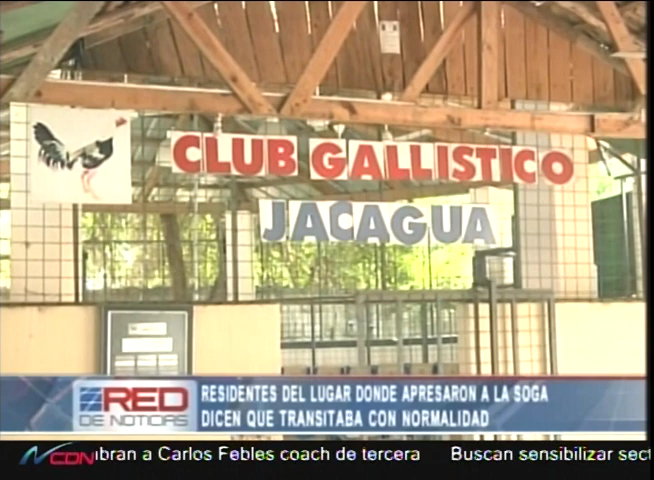 CLUB GALLISTICO
JACAGUA
RED
DE NOTICIAS
RESIDENTES DEL LUGAR DONDE APRESARON A LA SOGA
DICEN QUE TRANSITABA CON NORMALIDAD
CDN
bran a Carlos Febles coach de tercera Buscan sensibilizar sect